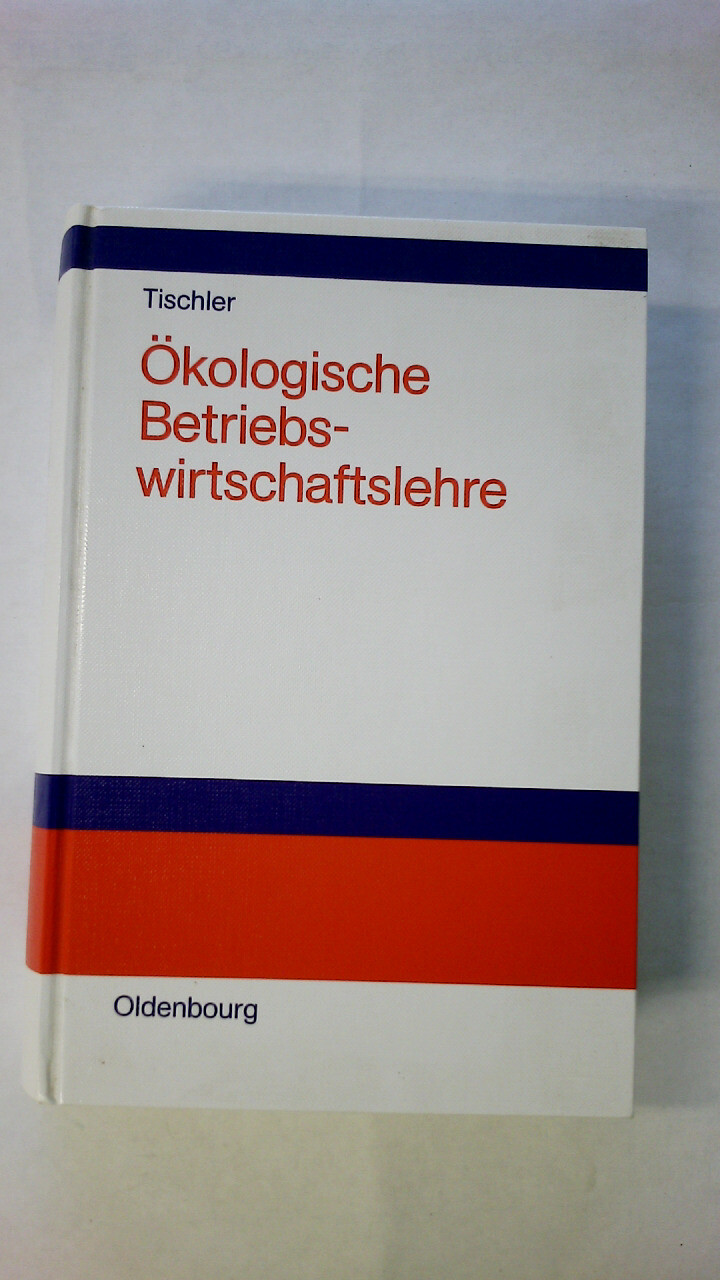 Tischler
Ökologische
Betriebs-
wirtschaftslehre
Oldenbourg